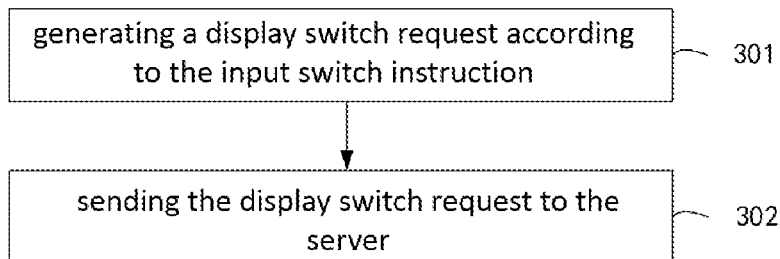 generating a display switch request according
to the input switch instruction
301
sending the display switch request to the
server
302